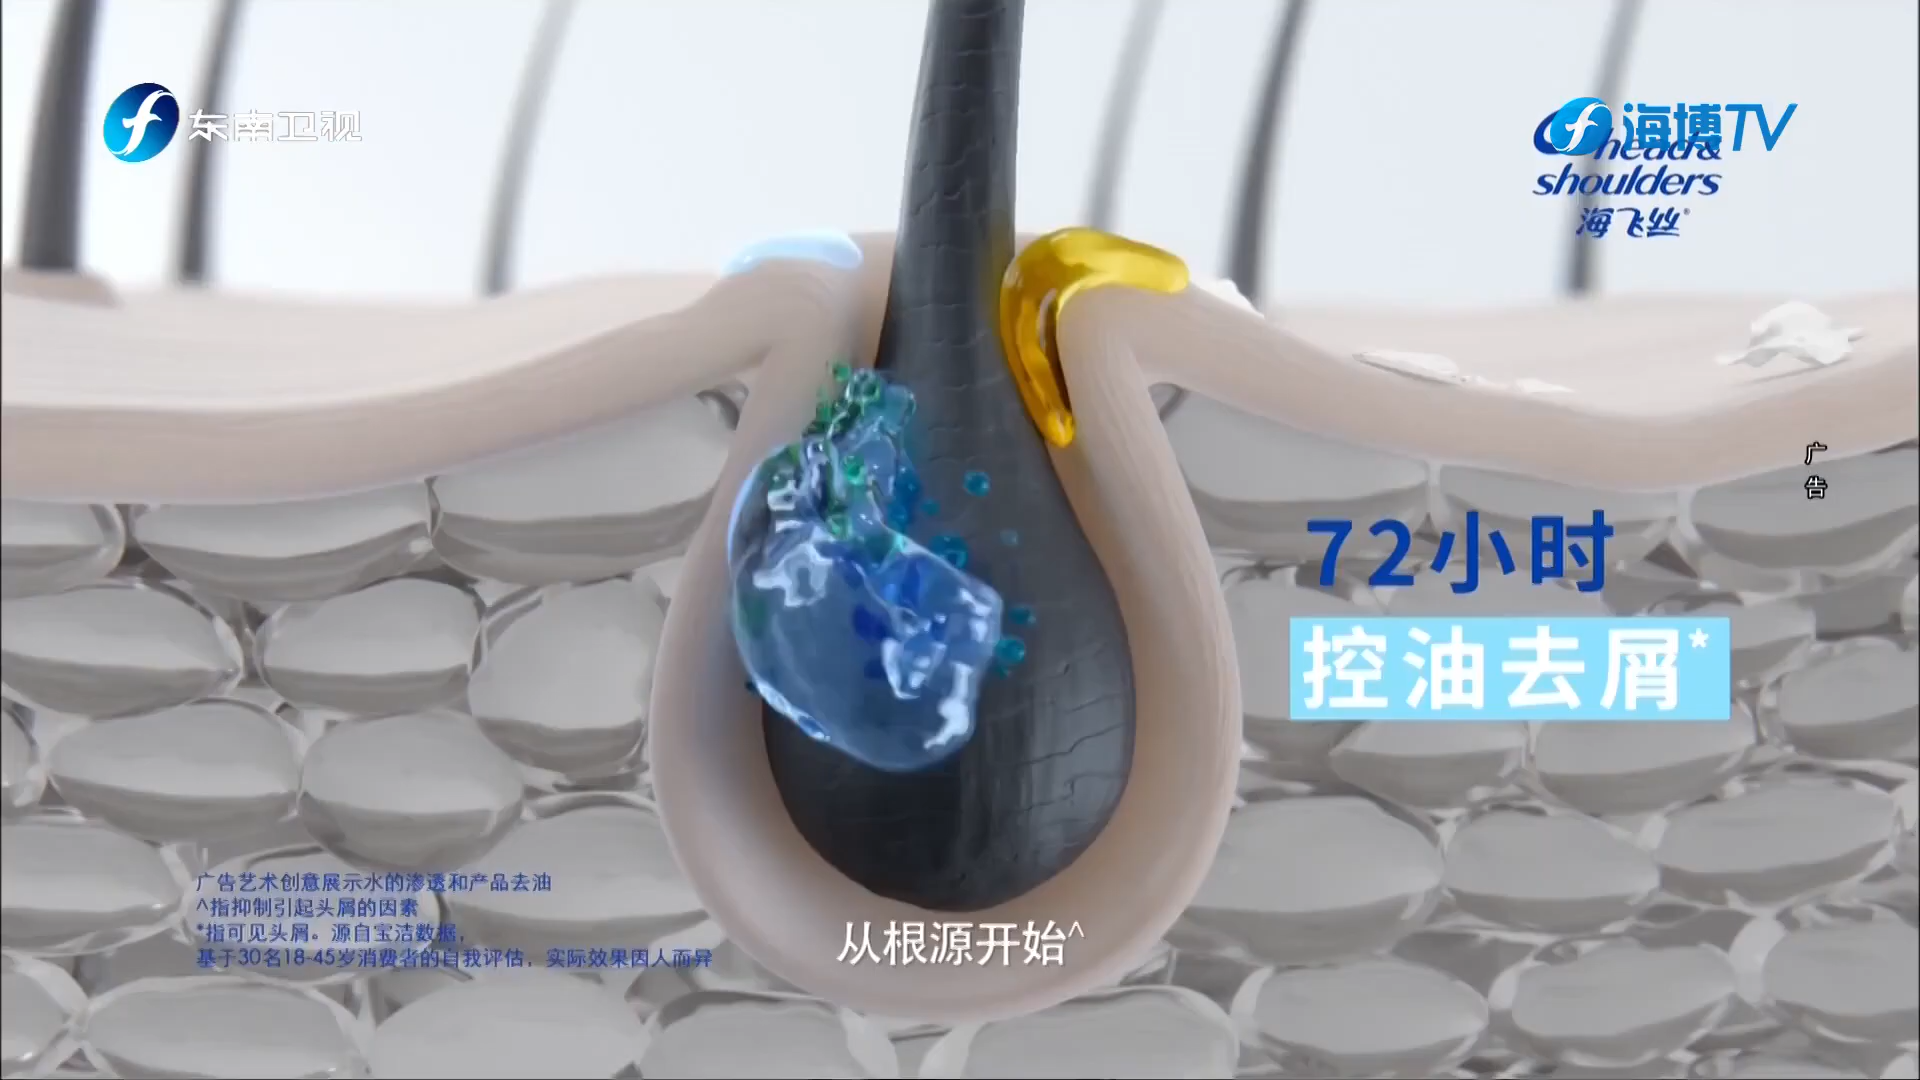 东南卫视
海博TV
head&
shoulders
海飞丝®
广告
72小时
控油去屑*
广告艺术创意展示水的渗透和产品去油
^指抑制引起头屑的因素
*指可见头屑。源自宝洁数据，
基于30名18-45岁消费者的自我评估，实际效果因人而异
从根源开始^